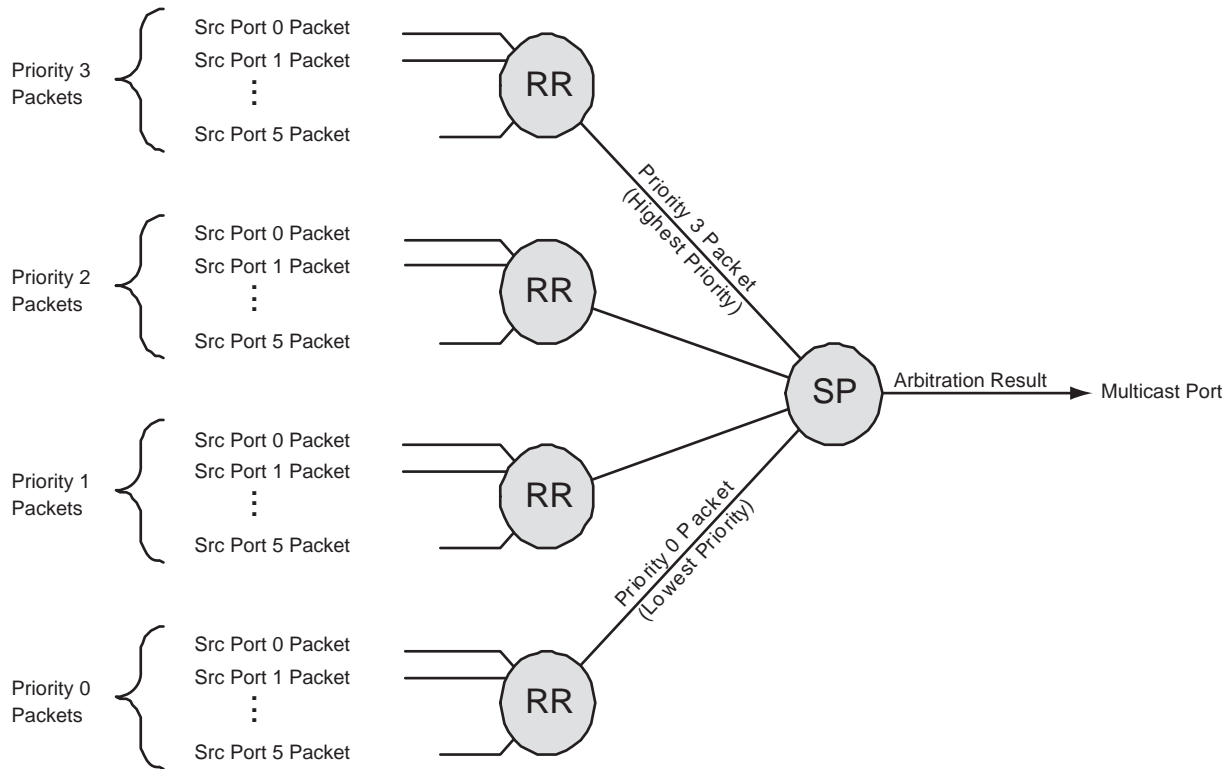 Priority 3
Packets
Src Port 0 Packet
Src Port 1 Packet
Src Port 5 Packet
RR
Priority 3 Packet
(Highest Priority)
Priority 2
Packets
Src Port 0 Packet
Src Port 1 Packet
Src Port 5 Packet
RR
SP
Arbitration Result
Multicast Port
Priority 1
Packets
Src Port 0 Packet
Src Port 1 Packet
Src Port 5 Packet
RR
Priority 0 Packet
(Lowest Priority)
Priority 0
Packets
Src Port 0 Packet
Src Port 1 Packet
Src Port 5 Packet
RR